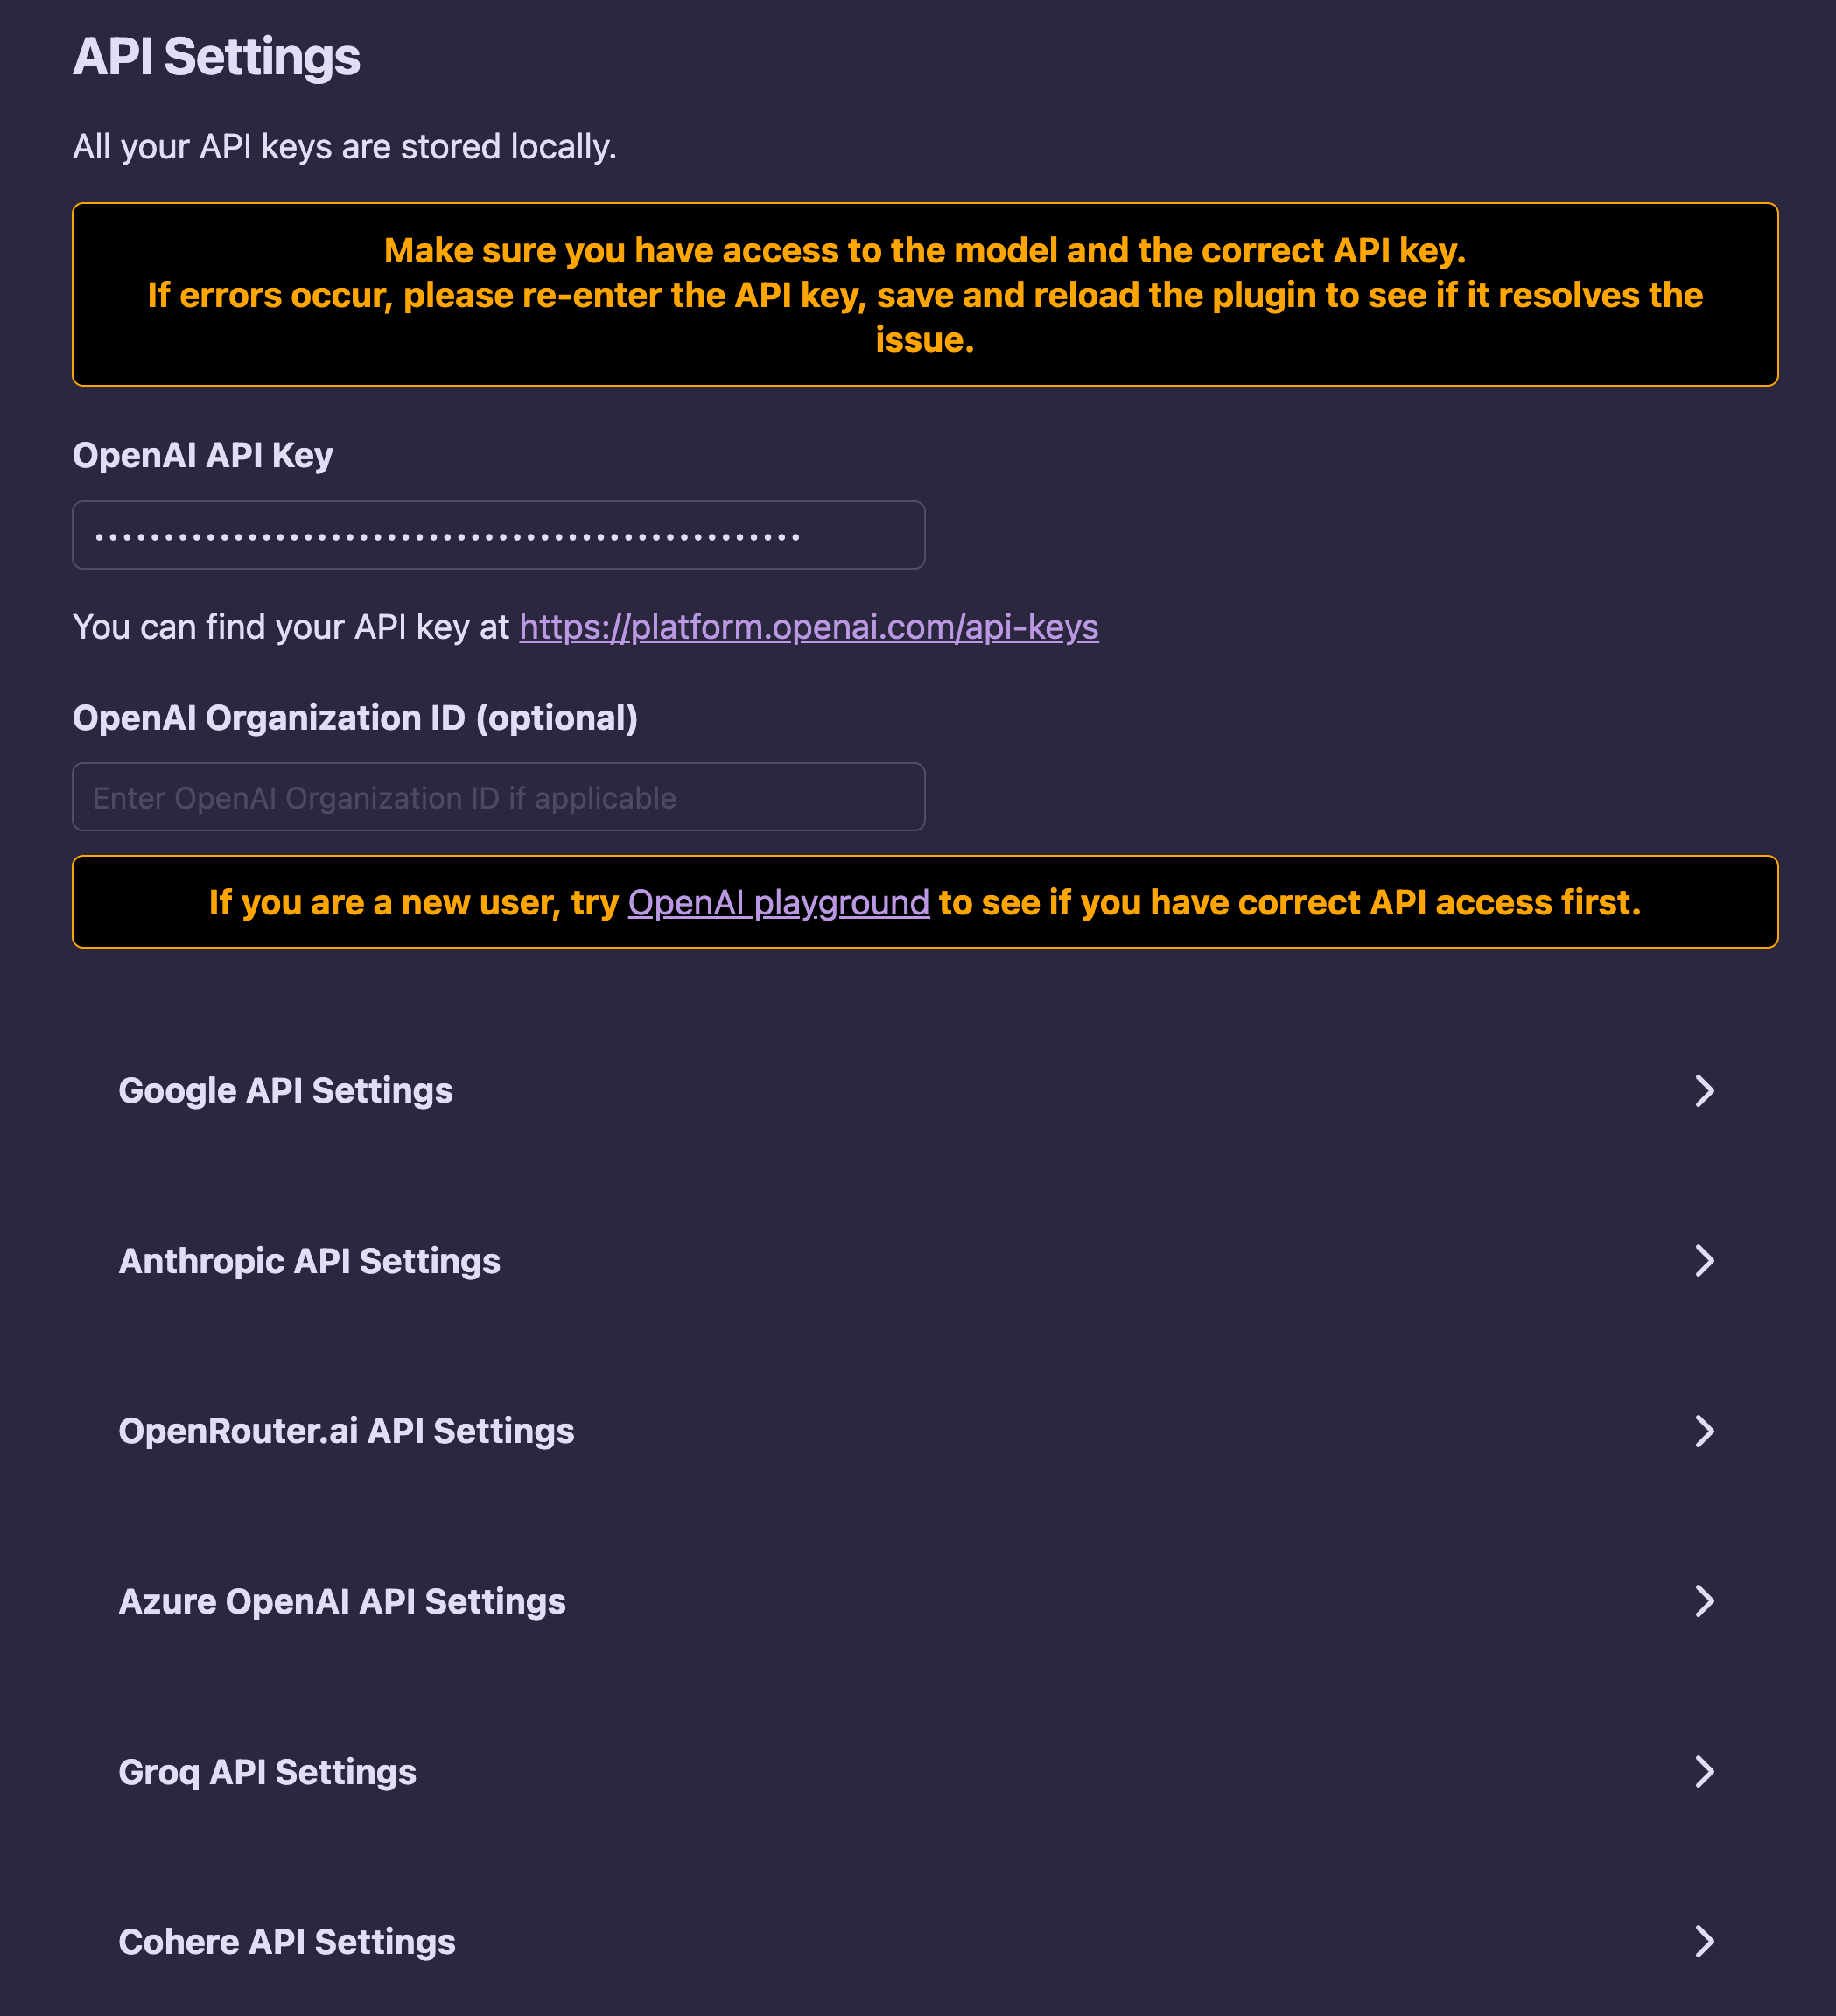 API Settings
All your API keys are stored locally.
Make sure you have access to the model and the correct API key.
If errors occur, please re-enter the API key, save and reload the plugin to see if it resolves the
issue.
OpenAI API Key
You can find your API key at https://platform.openai.com/api-keys
OpenAI Organization ID (optional)
Enter OpenAI Organization ID if applicable
If you are a new user, try OpenAI playground to see if you have correct API access first.
Google API Settings
Anthropic API Settings
OpenRouter.ai API Settings
Azure OpenAI API Settings
Groq API Settings
Cohere API Settings